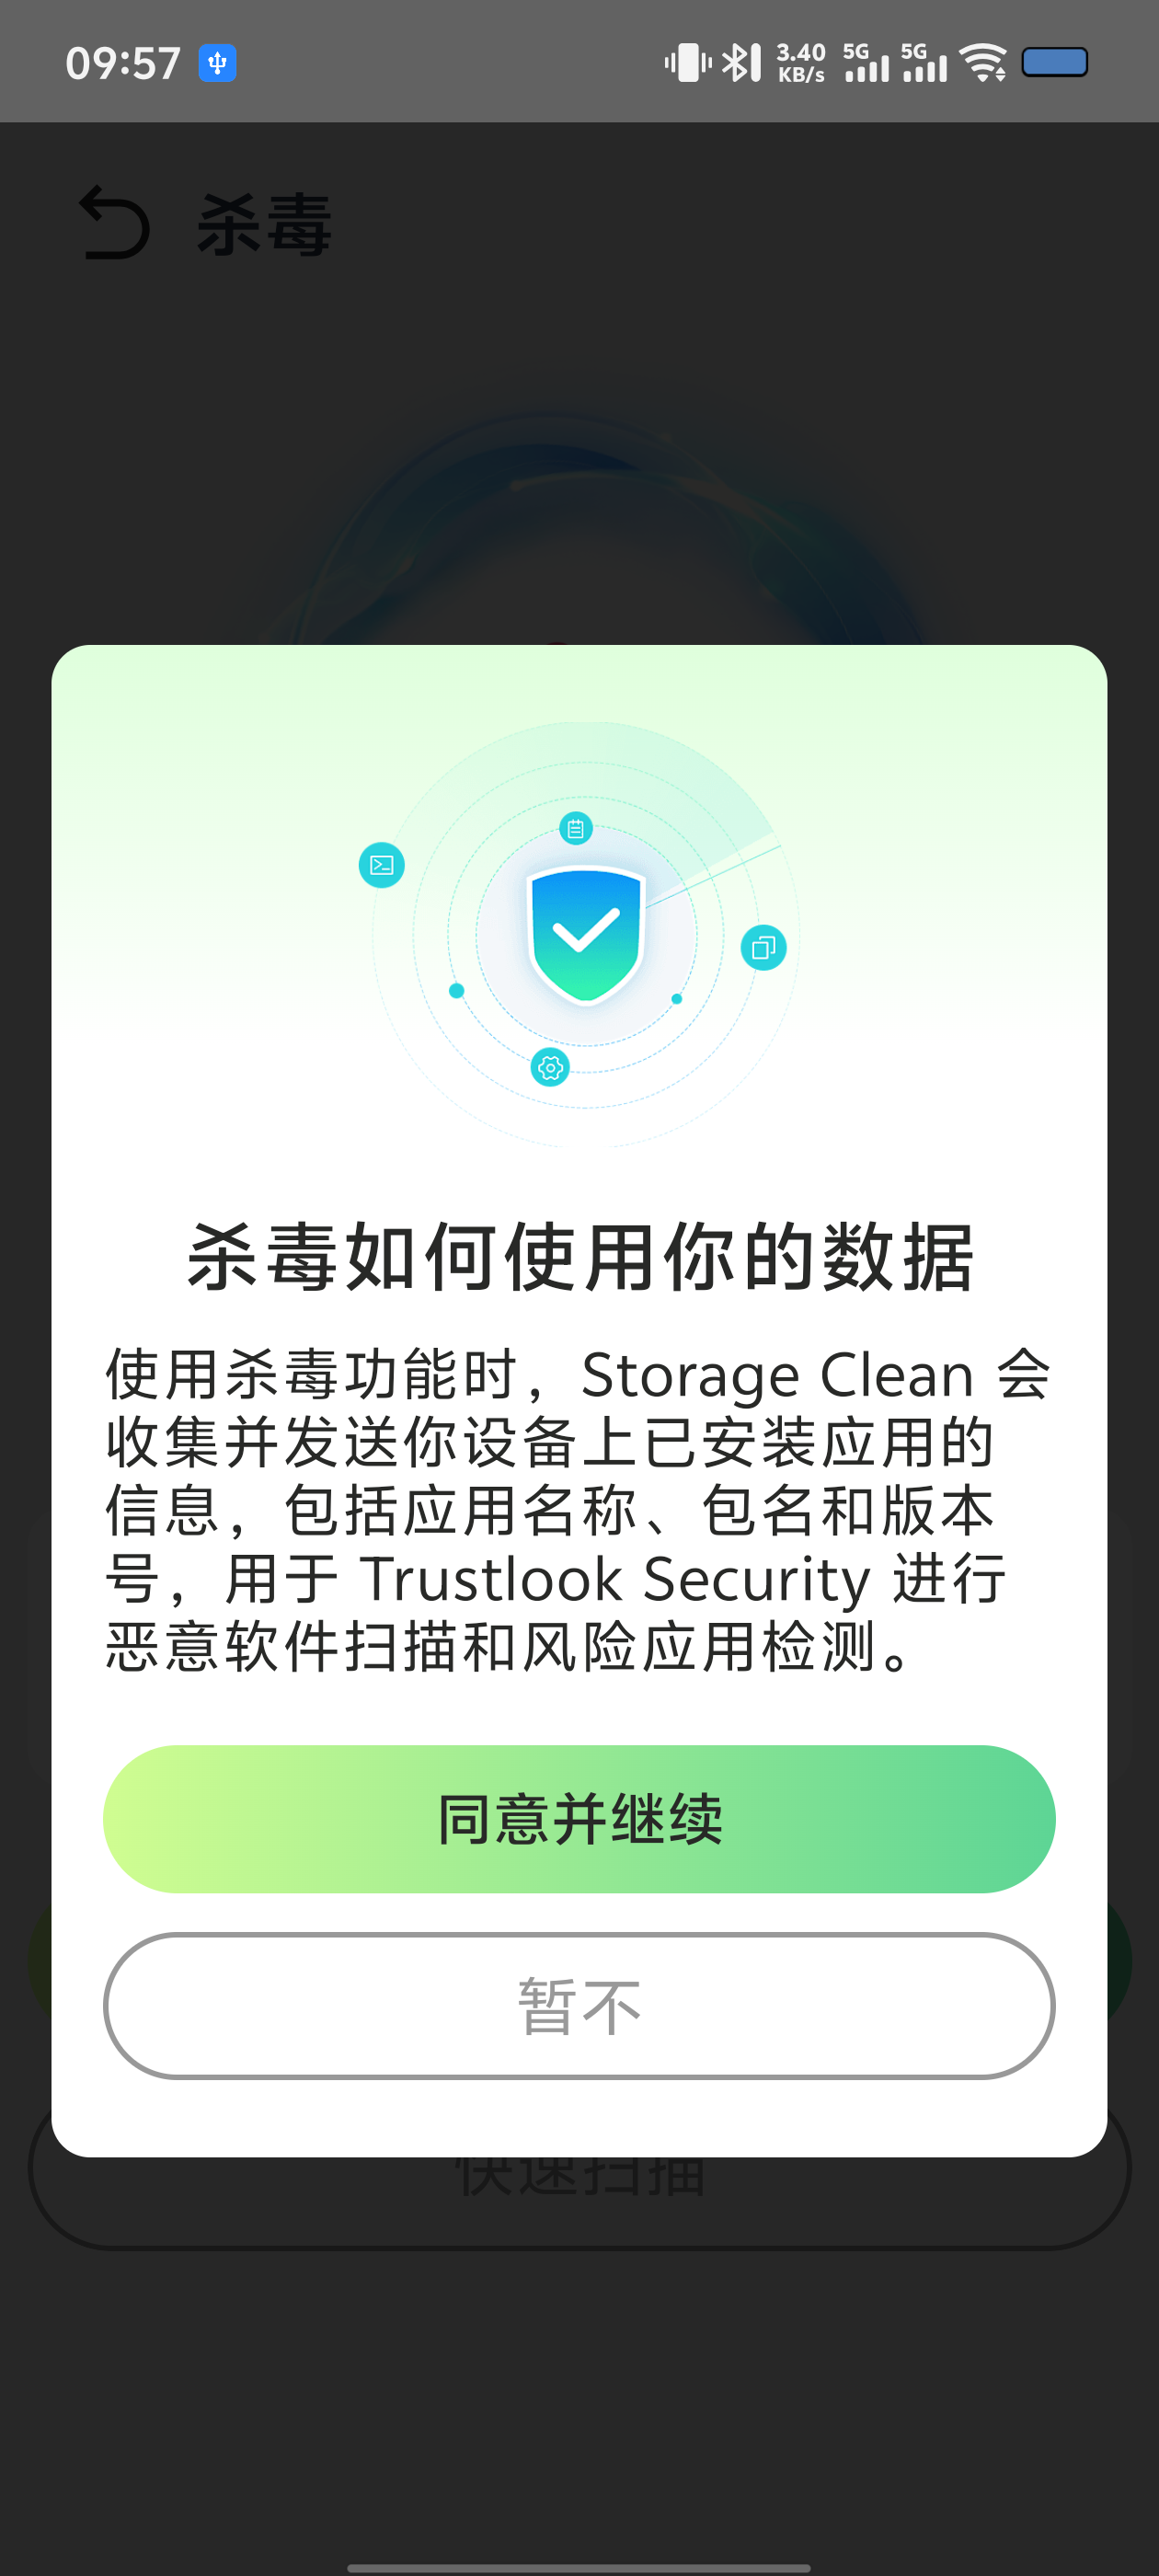 09:57
3.40
KB/s
5G
5G
杀毒
杀毒如何使用你的数据
使用杀毒功能时，Storage Clean 会
收集并发送你设备上已安装应用的
信息，包括应用名称、包名和版本
号，用于 Trustlook Security 进行
恶意软件扫描和风险应用检测。
同意并继续
暂不
快速扫描